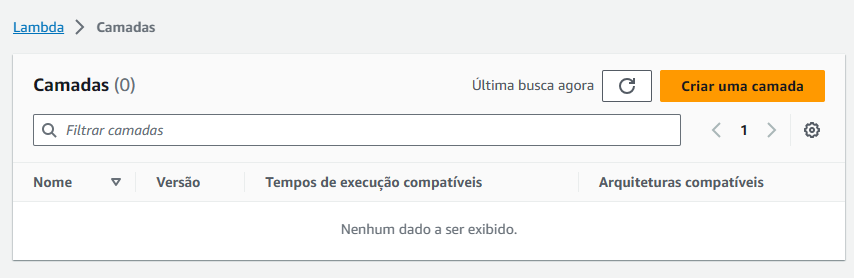 Lambda > Camadas
Camadas (0) Última busca agora Criar uma camada
Filtrar camadas 1
Nome Versão Tempos de execução compatíveis Arquiteturas compatíveis
Nenhum dado a ser exibido.